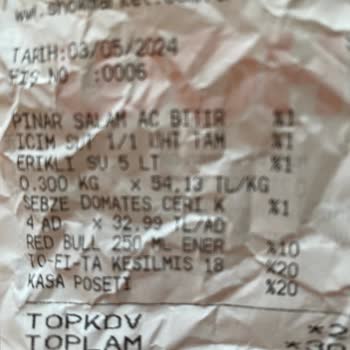 TARİH:03/05/2024
FİŞ NO :0006
PINAR SALAM AC BITIR %1
ICIM SUT 1/1 UHT TAM %1
ERIKLI SU 5 LT %1
0.300 KG x 54,13 TL/KG
SEBZE DOMATES CERI K %1
4 AD x 32.99 TL/AD
RED BULL 250 ML ENER %10
TO-EI-TA KESILMIS 18 %20
KASA POSETI %20
TOPKDV
TOPLAM